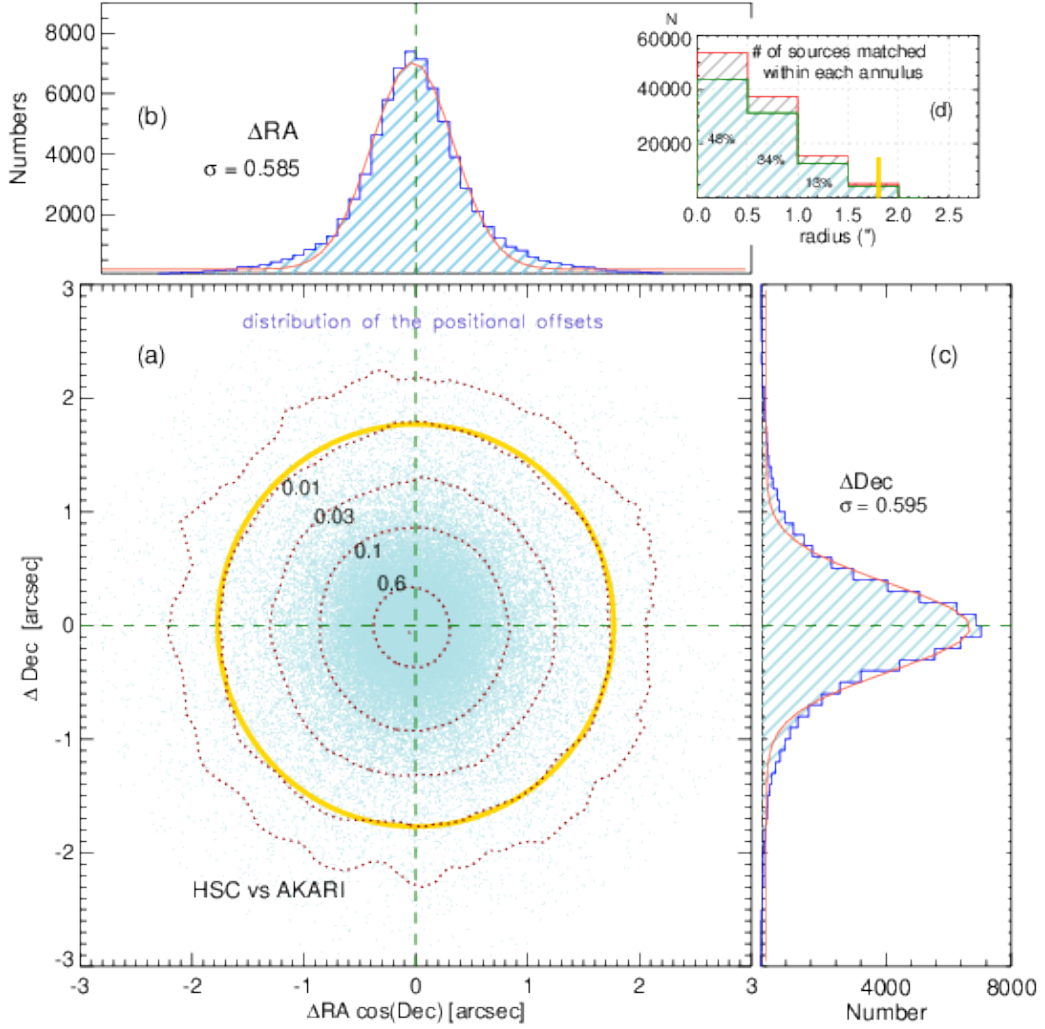 8000
6000
4000
2000
Numbers
(b)
ΔRA
σ = 0.585
N
60000
40000
20000
# of sources matched
within each annulus
(d)
48%
34%
13%
0.0 0.5 1.0 1.5 2.0 2.5
radius (")
3
2
1
0
-1
-2
-3
Δ Dec [arcsec]
distribution of the positional offsets
(a)
0.01
0.03
0.1
0.6
HSC vs AKARI
-3 -2 -1 0 1 2 3
ΔRA cos(Dec) [arcsec]
(c)
ΔDec
σ = 0.595
4000 8000
Number